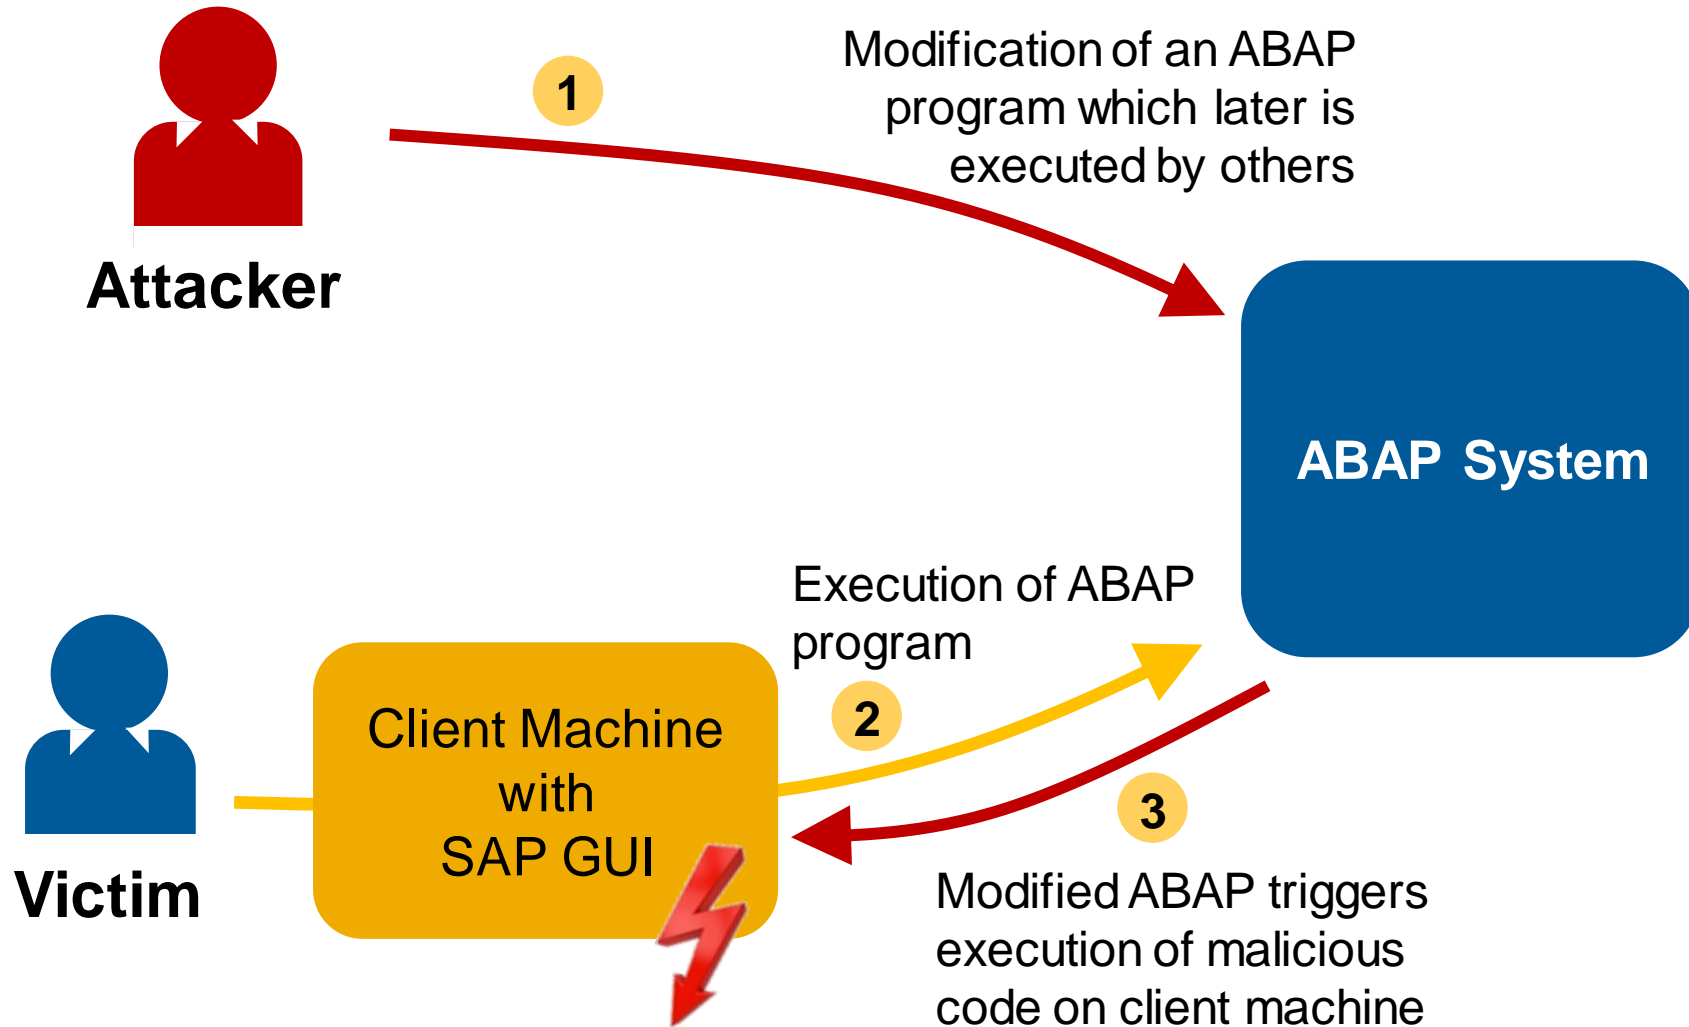 1
Modification of an ABAP
program which later is
executed by others
Attacker
ABAP System
Execution of ABAP
program
2
Client Machine
with
SAP GUI
3
Victim
Modified ABAP triggers
execution of malicious
code on client machine